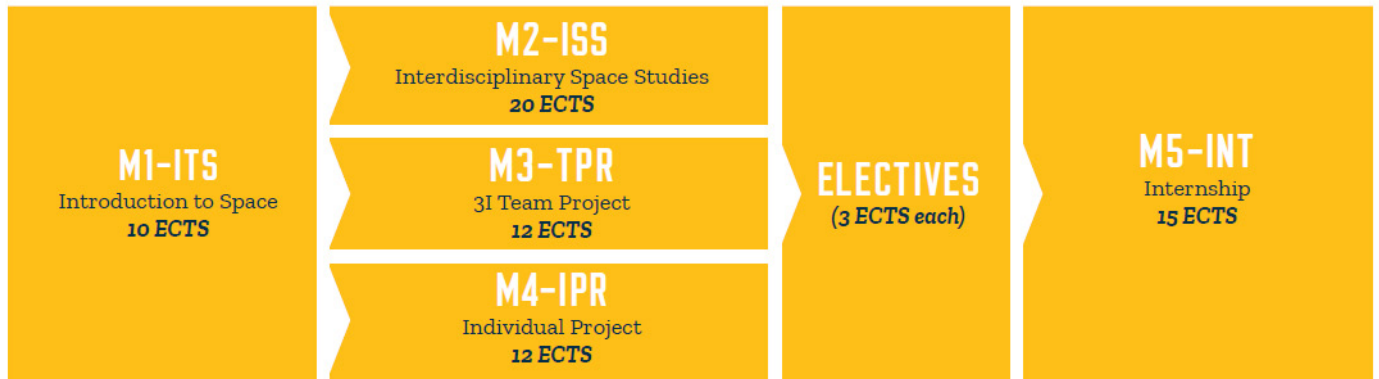 M1-ITS
Introduction to Space
10 ECTS
M2-ISS
Interdisciplinary Space Studies
20 ECTS
M3-TPR
3I Team Project
12 ECTS
M4-IPR
Individual Project
12 ECTS
ELECTIVES
(3 ECTS each)
M5-INT
Internship
15 ECTS